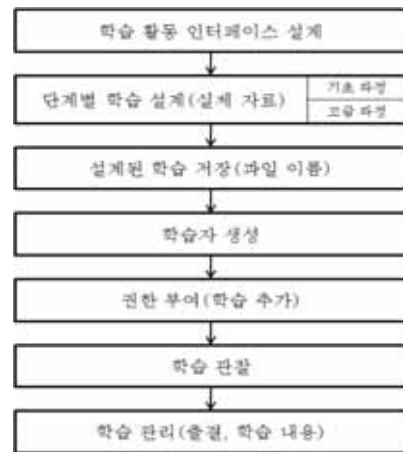 학습 활동 인터페이스 설계
단계별 학습 설계(실제 자료)
기초 과정
고급 과정
설계된 학습 저장(파일 이름)
학습자 생성
권한 부여(학습 추가)
학습 관찰
학습 관리(출결, 학습 내용)